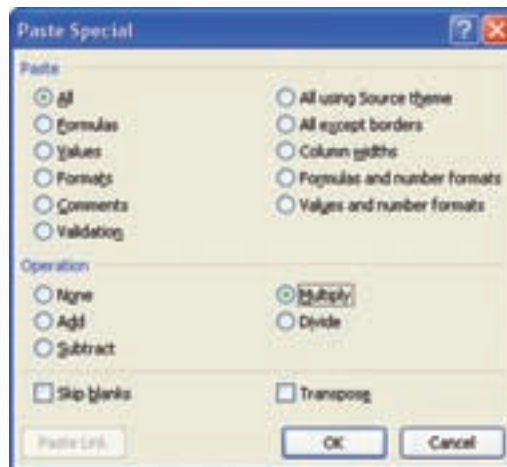 Paste Special
Paste
All
All using Source theme
Formulas
All except borders
Values
Column widths
Formats
Formulas and number formats
Comments
Values and number formats
Validation
Operation
None
Multiply
Add
Divide
Subtract
Skip blanks
Transpose
Paste Link
OK
Cancel